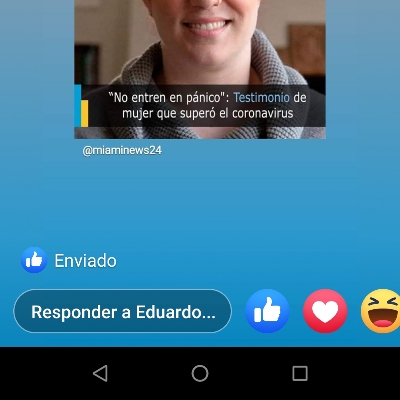 “No entren en pánico": Testimonio de
mujer que superó el coronavirus
@miaminews24
Enviado
Responder a Eduardo...